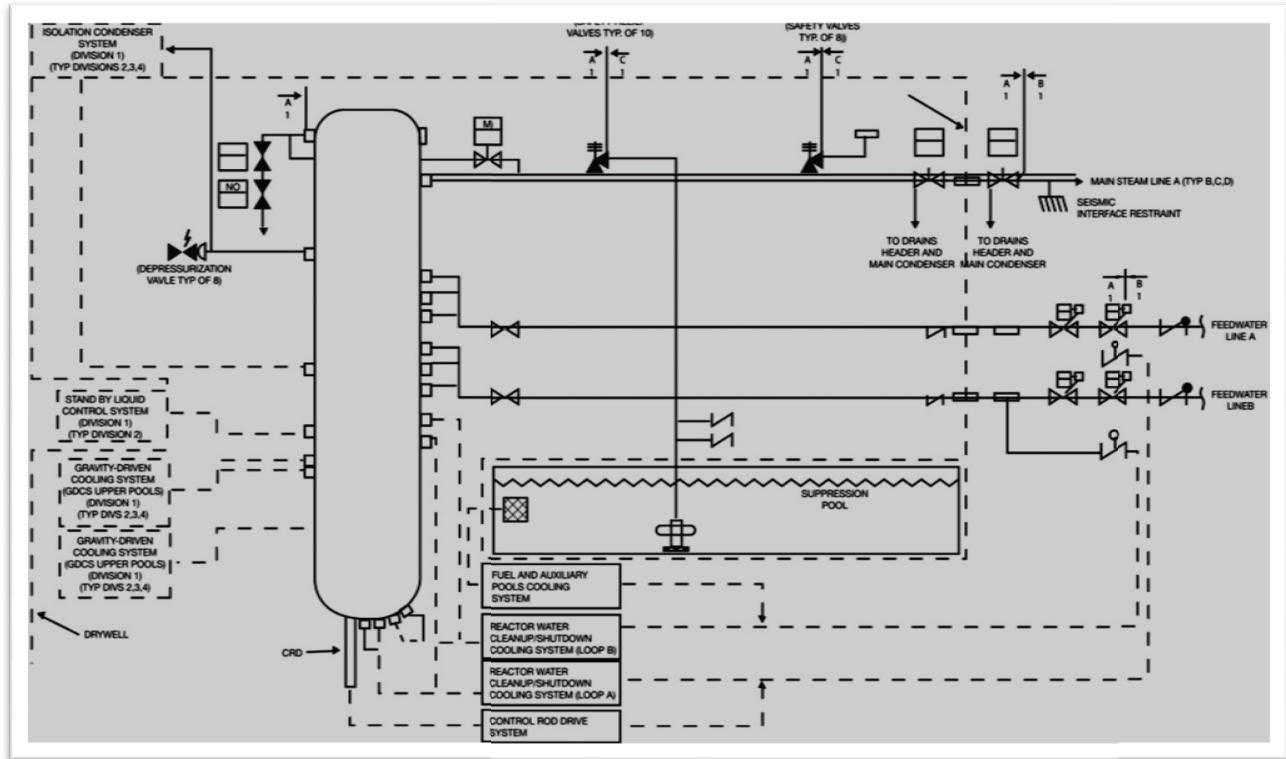 ISOLATION CONDENSER
SYSTEM
(DIVISION 1)
(TYP DIVISIONS 2,3,4)
VALVES TYP. OF 10)
(SAFETY VALVES
TYP. OF 8))
A
1
C
1
A
1
C
1
A
1
B
1
A
1
M)
NO
MAIN STEAM LINE A (TYP B,C,D)
SEISMIC
INTERFACE RESTRAINT
TO DRAINS
HEADER AND
MAIN CONDENSER
TO DRAINS
HEADER AND
MAIN CONDENSER
(DEPRESSURIZATION
VAVLE TYP OF 8)
A
1
B
1
FEEDWATER
LINE A
FEEDWATER
LINEB
STAND BY LIQUID
CONTROL SYSTEM
(DIVISION 1)
(TYP DIVISION 2)
GRAVITY-DRIVEN
COOLING SYSTEM
(GDCS UPPER POOLS)
(DIVISION 1)
(TYP DIVS 2,3,4)
GRAVITY-DRIVEN
COOLING SYSTEM
(GDCS UPPER POOLS)
(DIVISION 1)
(TYP DIVS 2,3,4)
SUPPRESSION
POOL
FUEL AND AUXILIARY
POOLS COOLING
SYSTEM
REACTOR WATER
CLEANUP/SHUTDOWN
COOLING SYSTEM (LOOP B)
REACTOR WATER
CLEANUP/SHUTDOWN
COOLING SYSTEM (LOOP A)
CONTROL ROD DRIVE
SYSTEM
DRYWELL
CRD